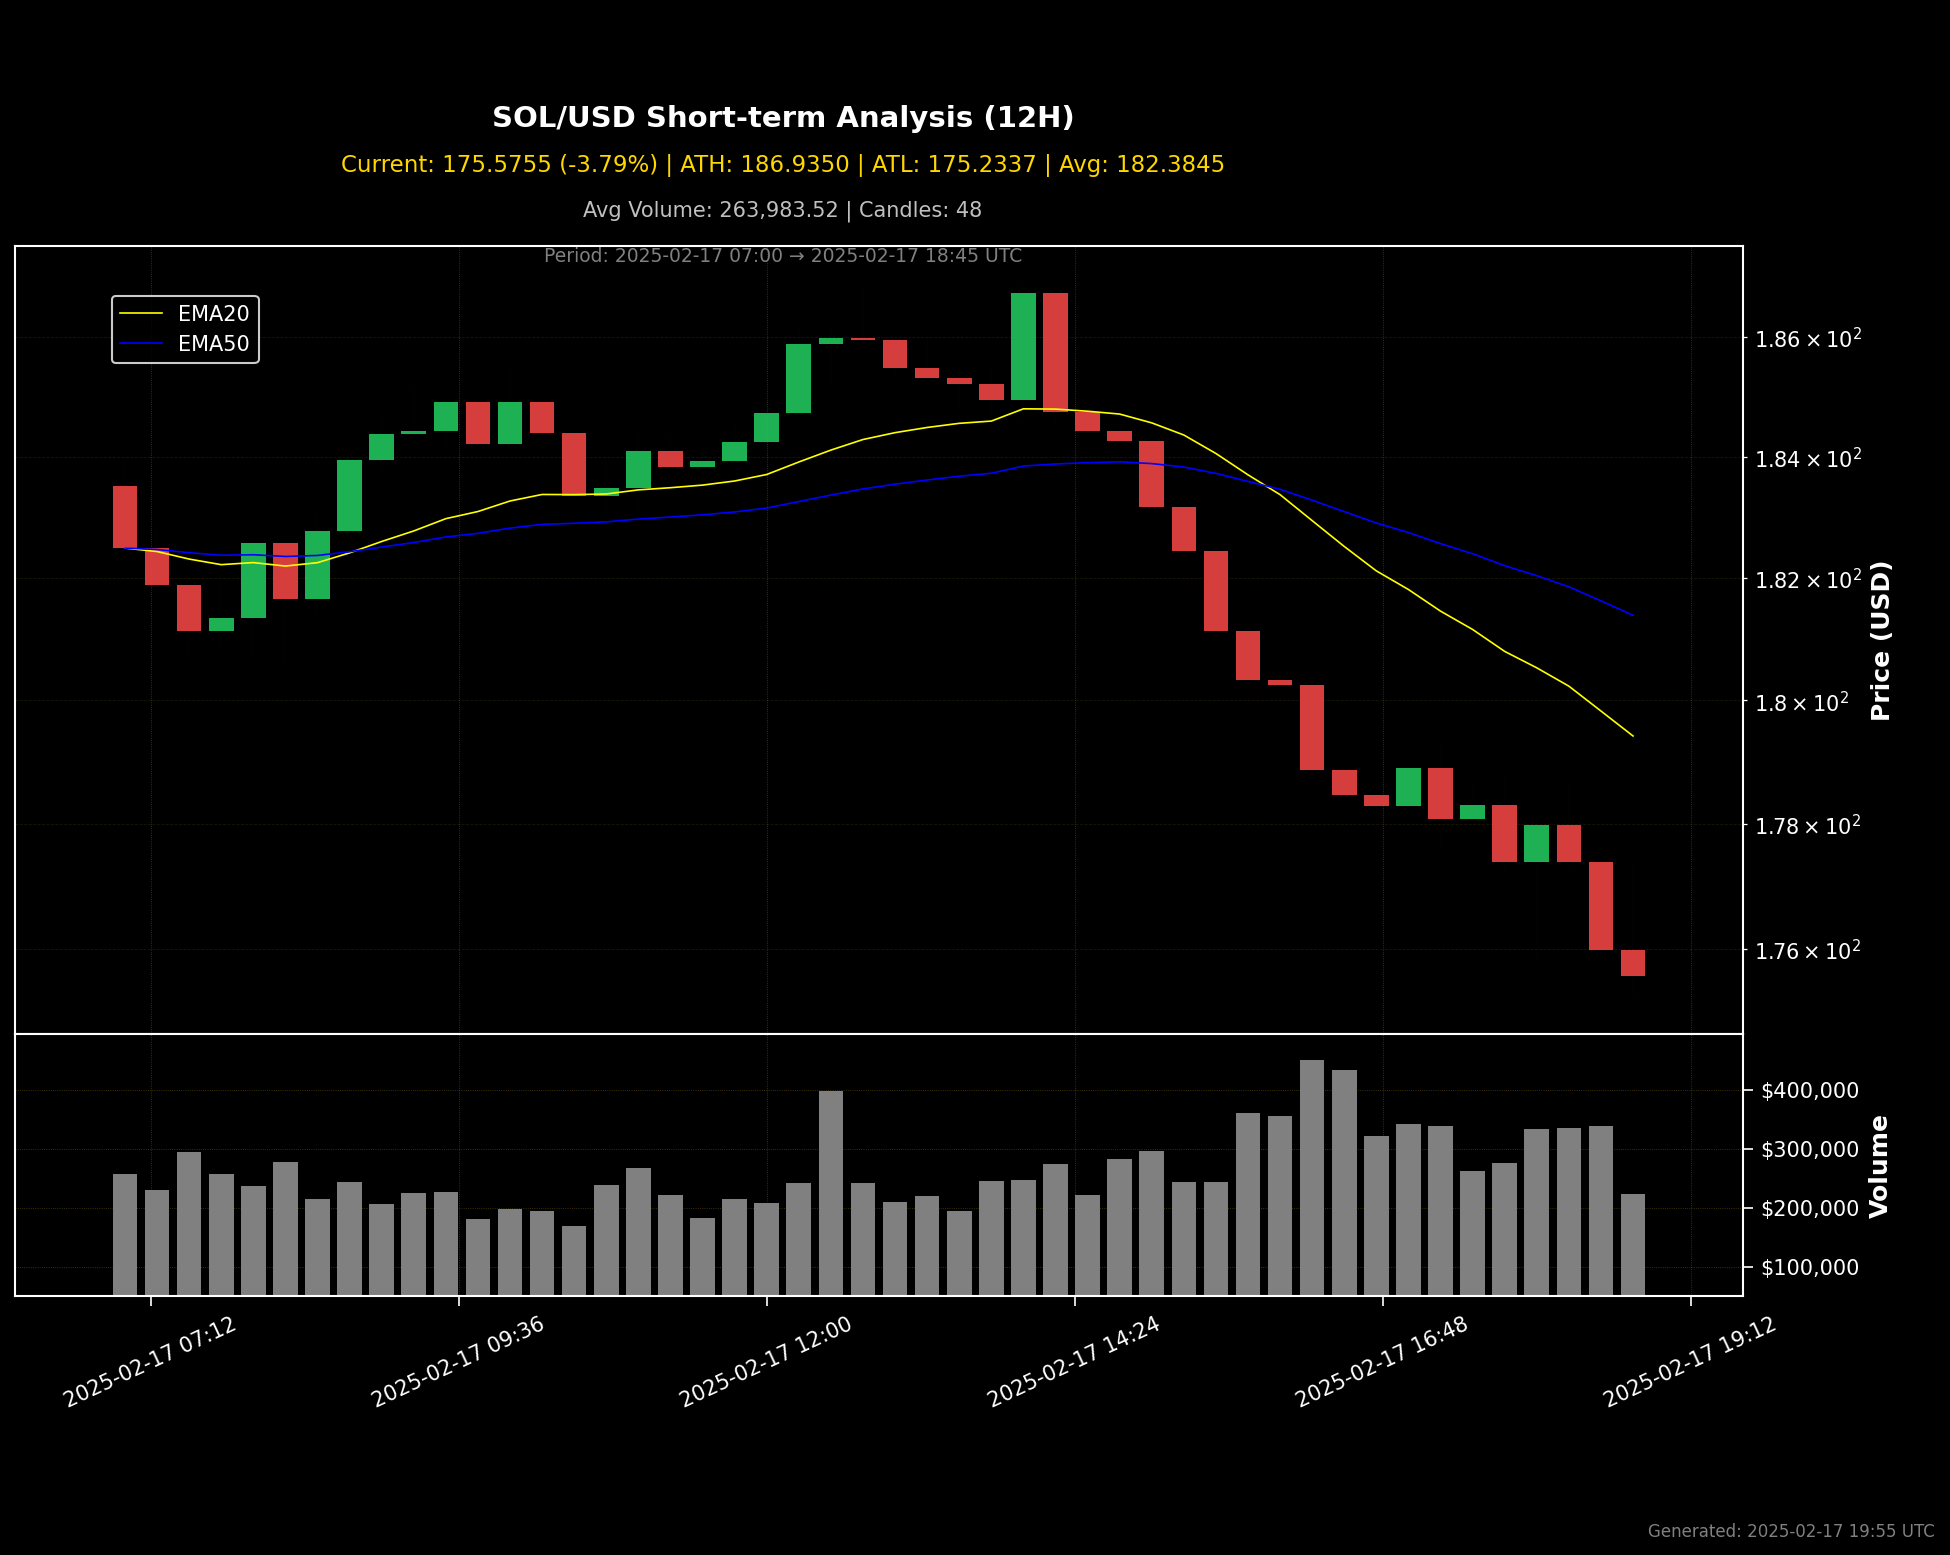 SOL/USD Short-term Analysis (12H)
Current: 175.5755 (-3.79%) | ATH: 186.9350 | ATL: 175.2337 | Avg: 182.3845
Avg Volume: 263,983.52 | Candles: 48
Period: 2025-02-17 07:00 → 2025-02-17 18:45 UTC
EMA20
EMA50
1.86 × 10²
1.84 × 10²
1.82 × 10²
1.8 × 10²
1.78 × 10²
1.76 × 10²
Price (USD)
$400,000
$300,000
$200,000
$100,000
Volume
2025-02-17 07:12
2025-02-17 09:36
2025-02-17 12:00
2025-02-17 14:24
2025-02-17 16:48
2025-02-17 19:12
Generated: 2025-02-17 19:55 UTC